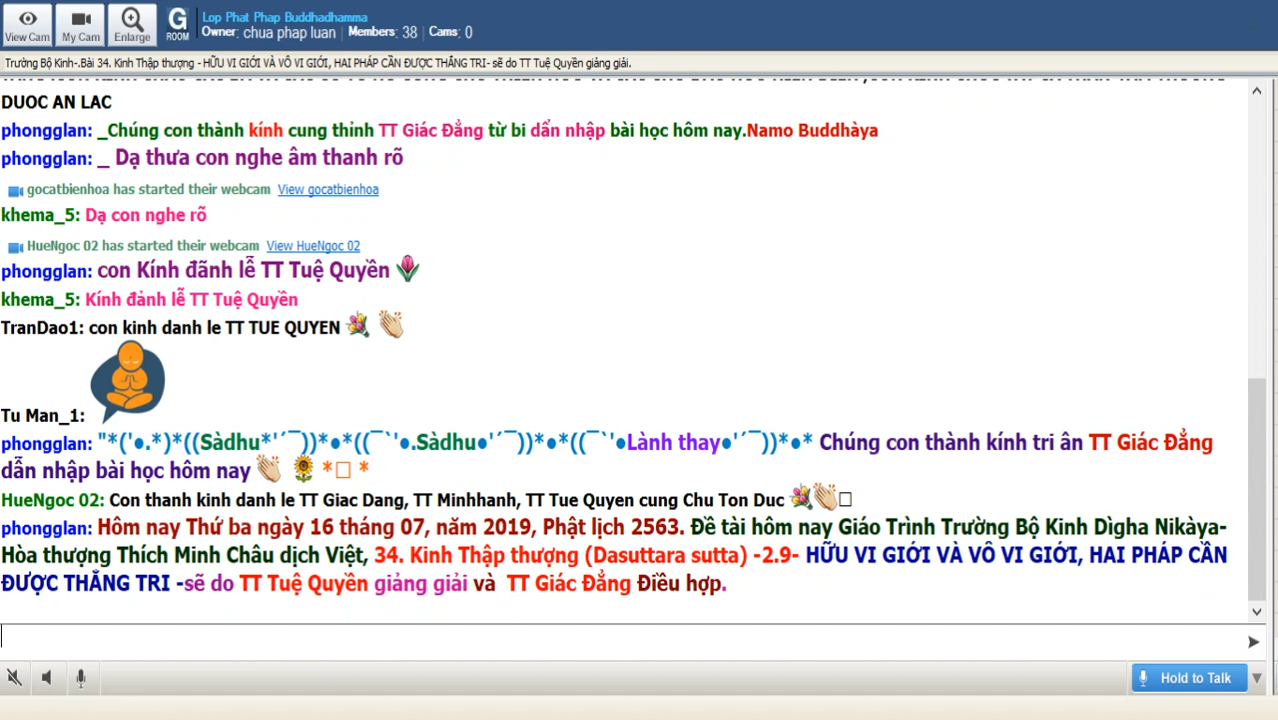 Lop Phat Phap Buddhadhamma
View Cam My Cam Enlarge G ROOM Owner: chua phap luan Members: 38 Cams: 0
Trường Bộ Kinh-.Bài 34. Kinh Thập thượng - HỮU VI GIỚI VÀ VÔ VI GIỚI, HAI PHÁP CẦN ĐƯỢC THẮNG TRI- sẽ do TT Tuệ Quyền giảng giải.
DUOC AN LAC
phongglan: _Chúng con thành kính cung thỉnh TT Giác Đẳng từ bi dẩn nhập bài học hôm nay.Namo Buddhàya
phongglan: _ Dạ thưa con nghe âm thanh rõ
gocatbienhoa has started their webcam View gocatbienhoa
khema_5: Dạ con nghe rõ
HueNgoc 02 has started their webcam View HueNgoc 02
phongglan: con Kính đãnh lễ TT Tuệ Quyền
khema_5: Kính đảnh lễ TT Tuệ Quyền
TranDao1: con kinh danh le TT TUE QUYEN
Tu Man_1:
phongglan: "*('●.*)*((Sàdhu*'´¯))*●*((¯`'●.Sàdhu●'´¯))*●*((¯`'●Lành thay●'´¯))*●* Chúng con thành kính tri ân TT Giác Đẳng
dẫn nhập bài học hôm nay *□ *
HueNgoc 02: Con thanh kinh danh le TT Giac Dang, TT Minhhanh, TT Tue Quyen cung Chu Ton Duc □
phongglan: Hôm nay Thứ ba ngày 16 tháng 07, năm 2019, Phật lịch 2563. Đề tài hôm nay Giáo Trình Trường Bộ Kinh Dìgha Nikàya-
Hòa thượng Thích Minh Châu dịch Việt, 34. Kinh Thập thượng (Dasuttara sutta) -2.9- HỮU VI GIỚI VÀ VÔ VI GIỚI, HAI PHÁP CẦN
ĐƯỢC THẮNG TRI -sẽ do TT Tuệ Quyền giảng giải và TT Giác Đẳng Điều hợp.
Hold to Talk